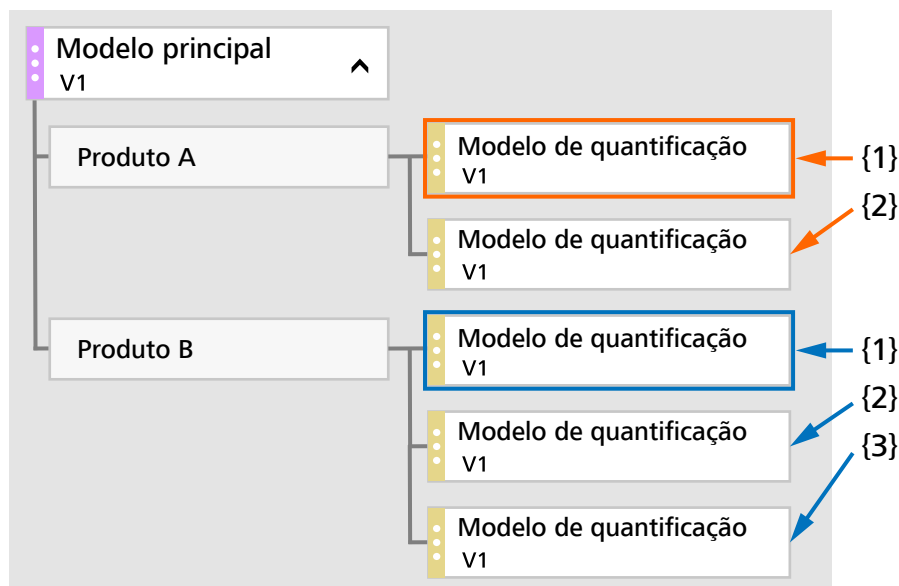 Modelo principal
V1
Produto A
Modelo de quantificação
V1
{1}
{2}
Modelo de quantificação
V1
Produto B
Modelo de quantificação
V1
{1}
{2}
Modelo de quantificação
V1
{3}
Modelo de quantificação
V1